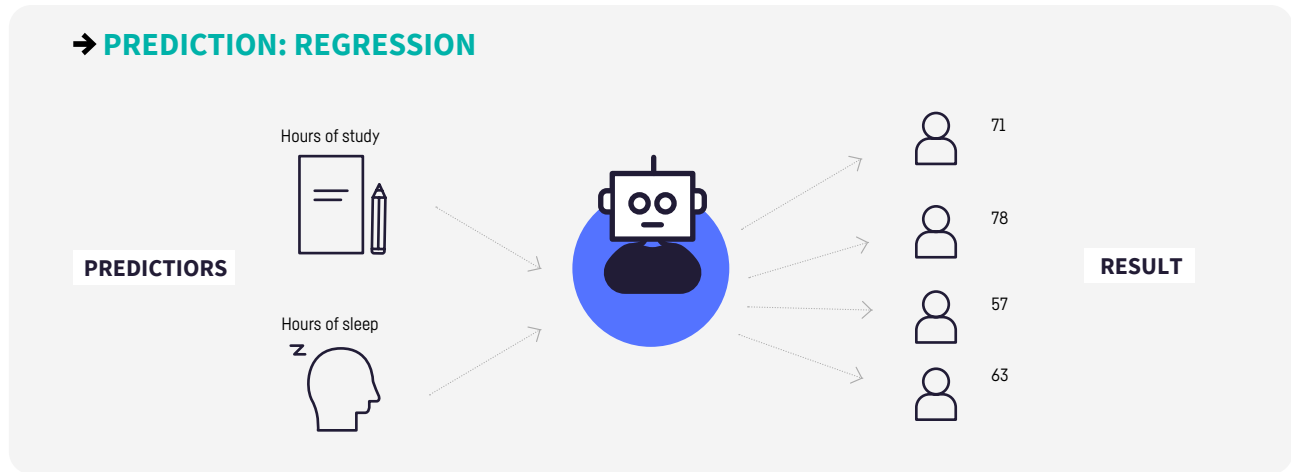 → PREDICTION: REGRESSION
Hours of study
PREDICTIORS
Hours of sleep
z
71
78
57
63
RESULT